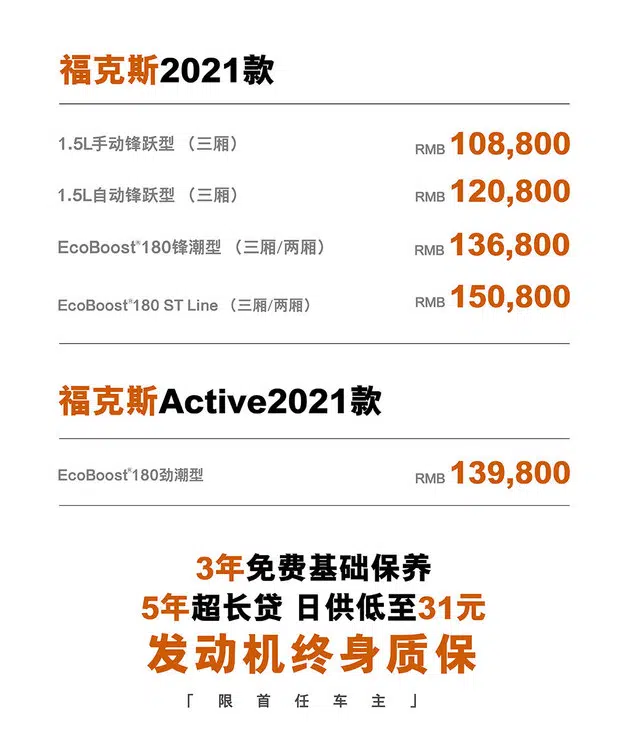 福克斯2021款
1.5L手动锋跃型 （三厢） RMB 108,800
1.5L自动锋跃型 （三厢） RMB 120,800
EcoBoost®180锋潮型 （三厢/两厢） RMB 136,800
EcoBoost®180 ST Line （三厢/两厢） RMB 150,800
福克斯Active2021款
EcoBoost®180劲潮型 RMB 139,800
3年免费基础保养
5年超长贷 日供低至31元
发动机终身质保
「限首任车主」